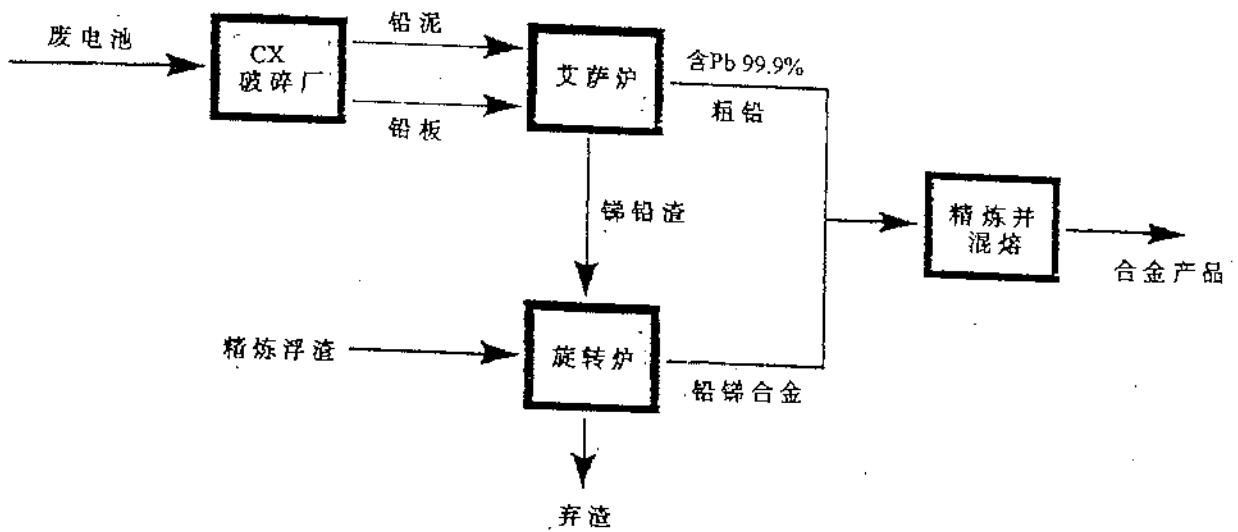 废电池
CX
破碎厂
铅泥
铅板
艾萨炉
含Pb 99.9%
粗铅
锑铅渣
精炼并
混熔
合金产品
精炼浮渣
旋转炉
铅锑合金
弃渣